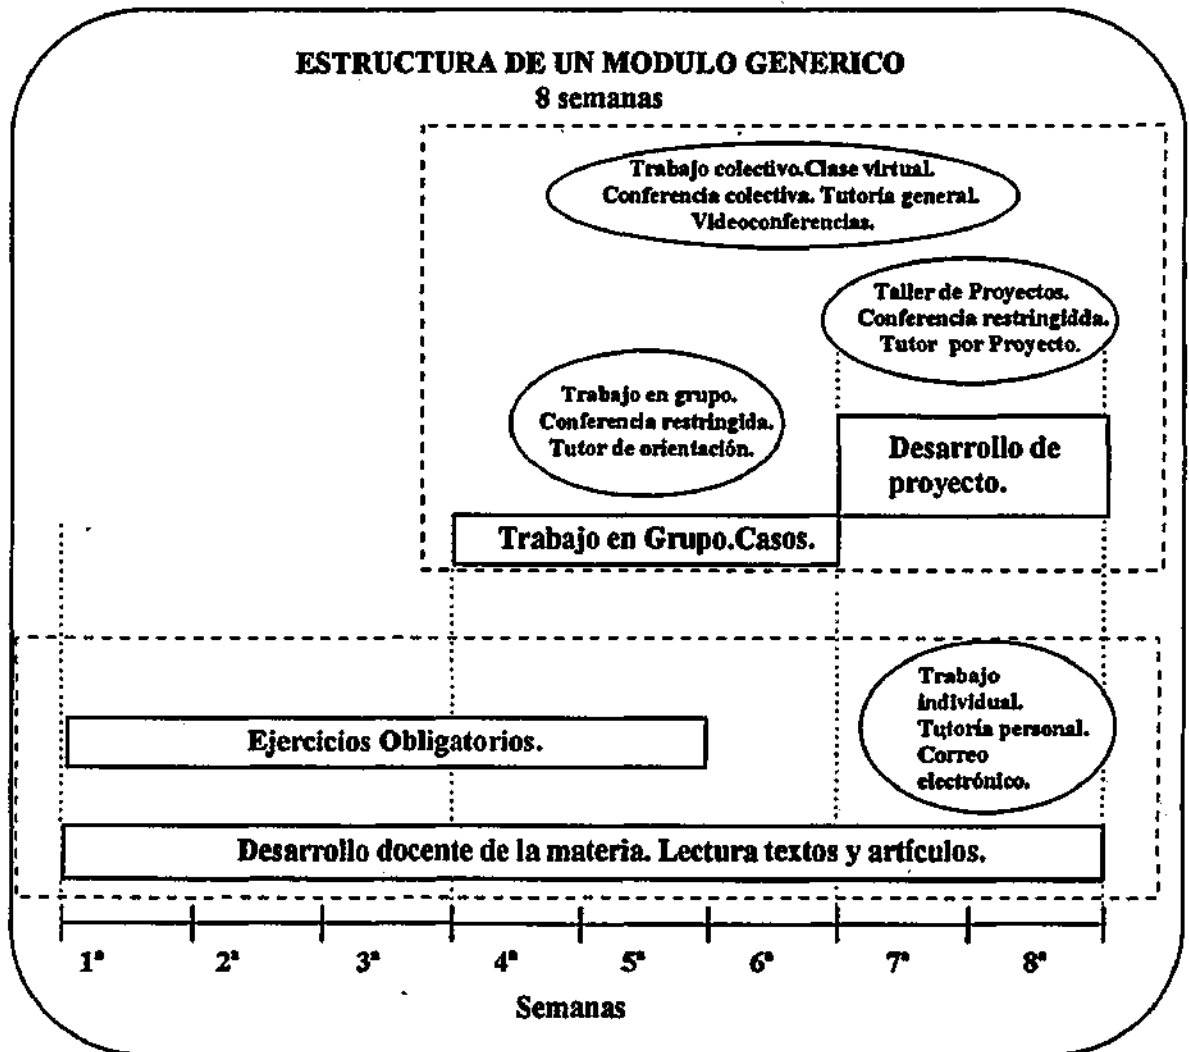 ESTRUCTURA DE UN MODULO GENERICO
8 semanas
Trabajo colectivo.Clase virtual.
Conferencia colectiva. Tutoría general.
Videoconferencias.
Taller de Proyectos.
Conferencia restringidda.
Tutor por Proyecto.
Trabajo en grupo.
Conferencia restringida.
Tutor de orientación.
Desarrollo de
proyecto.
Trabajo en Grupo.Casos.
Trabajo
individual.
Tutoría personal.
Correo
electrónico.
Ejercicios Obligatorios.
Desarrollo docente de la materia. Lectura textos y artículos.
1ª 2ª 3ª 4ª 5ª 6ª 7ª 8ª
Semanas